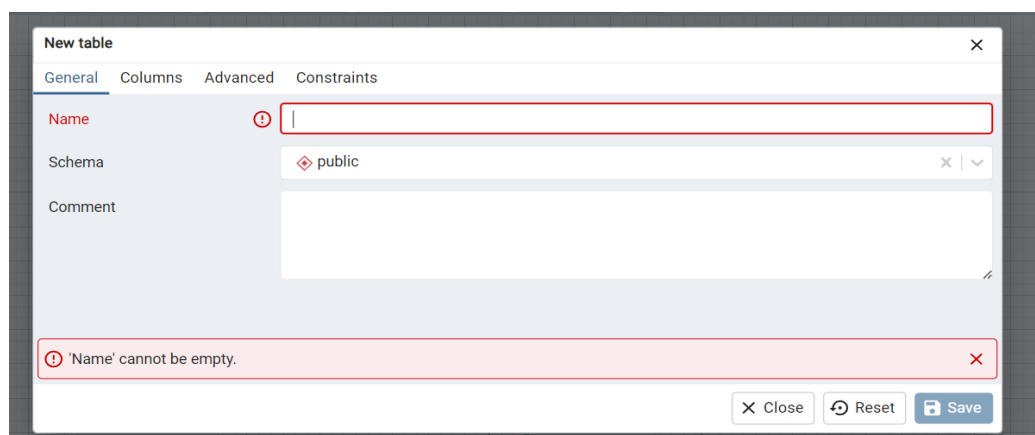 New table
General Columns Advanced Constraints
Name
Schema public
Comment
'Name' cannot be empty.
Close Reset Save